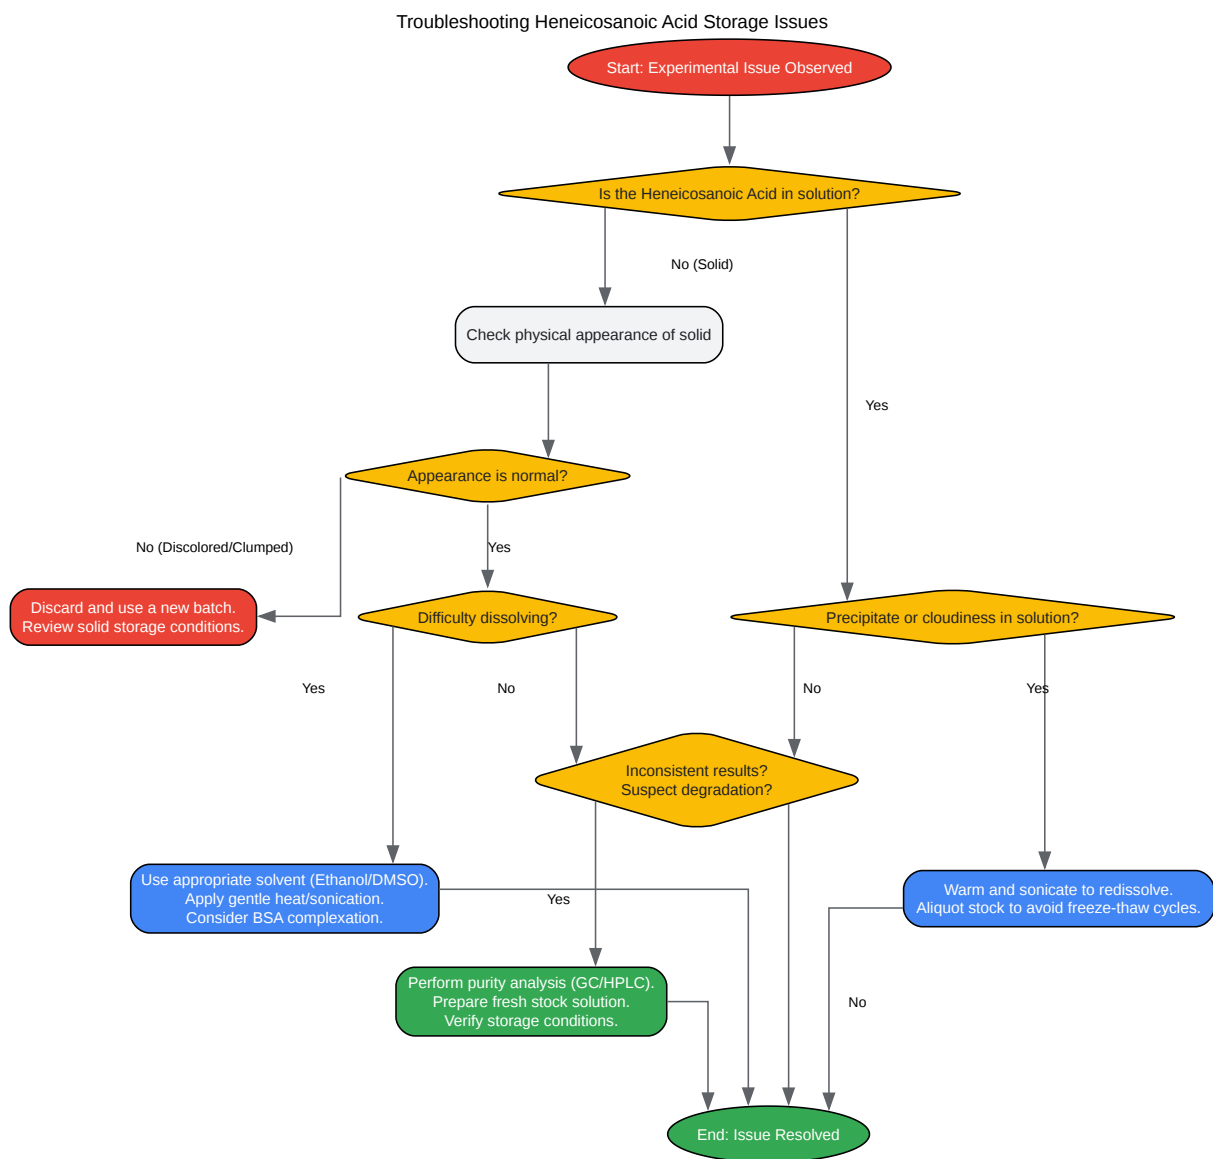 Troubleshooting Heneicosanoic Acid Storage Issues
Start: Experimental Issue Observed
Is the Heneicosanoic Acid in solution?
No (Solid)
Check physical appearance of solid
Yes
Appearance is normal?
No (Discolored/Clumped)
Yes
Discard and use a new batch.
Review solid storage conditions.
Difficulty dissolving?
Precipitate or cloudiness in solution?
Yes
No
No
Yes
Inconsistent results?
Suspect degradation?
Use appropriate solvent (Ethanol/DMSO).
Apply gentle heat/sonication.
Consider BSA complexation.
Yes
Warm and sonicate to redissolve.
Aliquot stock to avoid freeze-thaw cycles.
Perform purity analysis (GC/HPLC).
Prepare fresh stock solution.
Verify storage conditions.
No
End: Issue Resolved